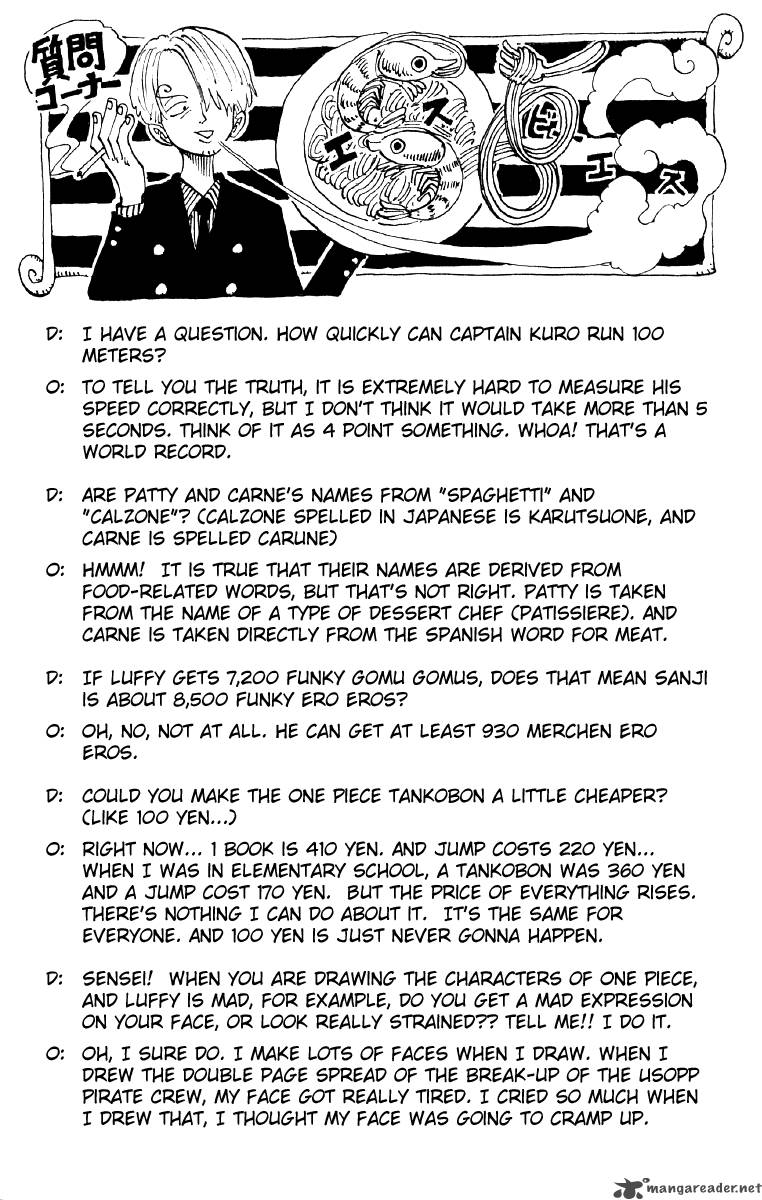 質問
コーナー
エ
ス
ビ、
エス
D: I HAVE A QUESTION. HOW QUICKLY CAN CAPTAIN KURO RUN 100
METERS?
O: TO TELL YOU THE TRUTH, IT IS EXTREMELY HARD TO MEASURE HIS
SPEED CORRECTLY, BUT I DON'T THINK IT WOULD TAKE MORE THAN 5
SECONDS. THINK OF IT AS 4 POINT SOMETHING. WHOA! THAT'S A
WORLD RECORD.
D: ARE PATTY AND CARNE'S NAMES FROM "SPAGHETTI" AND
"CALZONE"? (CALZONE SPELLED IN JAPANESE IS KARUTSUONE, AND
CARNE IS SPELLED CARUNE)
O: HMMM! IT IS TRUE THAT THEIR NAMES ARE DERIVED FROM
FOOD-RELATED WORDS, BUT THAT'S NOT RIGHT. PATTY IS TAKEN
FROM THE NAME OF A TYPE OF DESSERT CHEF (PATISSIERE). AND
CARNE IS TAKEN DIRECTLY FROM THE SPANISH WORD FOR MEAT.
D: IF LUFFY GETS 7,200 FUNKY GOMU GOMUS, DOES THAT MEAN SANJI
IS ABOUT 8,500 FUNKY ERO EROS?
O: OH, NO, NOT AT ALL. HE CAN GET AT LEAST 930 MERCHEN ERO
EROS.
D: COULD YOU MAKE THE ONE PIECE TANKOBON A LITTLE CHEAPER?
(LIKE 100 YEN...)
O: RIGHT NOW... 1 BOOK IS 410 YEN. AND JUMP COSTS 220 YEN...
WHEN I WAS IN ELEMENTARY SCHOOL, A TANKOBON WAS 360 YEN
AND A JUMP COST 170 YEN. BUT THE PRICE OF EVERYTHING RISES.
THERE'S NOTHING I CAN DO ABOUT IT. IT'S THE SAME FOR
EVERYONE. AND 100 YEN IS JUST NEVER GONNA HAPPEN.
D: SENSEI! WHEN YOU ARE DRAWING THE CHARACTERS OF ONE PIECE,
AND LUFFY IS MAD, FOR EXAMPLE, DO YOU GET A MAD EXPRESSION
ON YOUR FACE, OR LOOK REALLY STRAINED?? TELL ME!! I DO IT.
O: OH, I SURE DO. I MAKE LOTS OF FACES WHEN I DRAW. WHEN I
DREW THE DOUBLE PAGE SPREAD OF THE BREAK-UP OF THE USOPP
PIRATE CREW, MY FACE GOT REALLY TIRED. I CRIED SO MUCH WHEN
I DREW THAT, I THOUGHT MY FACE WAS GOING TO CRAMP UP.
mangareader.net